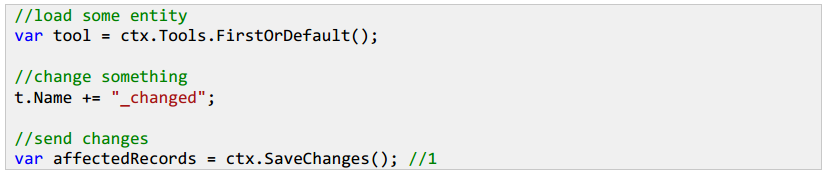 //load some entity
var tool = ctx.Tools.FirstOrDefault();
//change something
t.Name += "_changed";
//send changes
var affectedRecords = ctx.SaveChanges(); //1